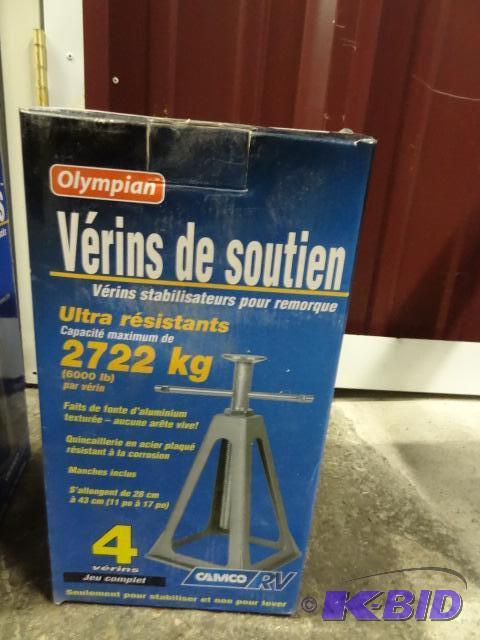 Olympian
Vérins de soutien
Vérins stabilisateurs pour remorque
Ultra résistants
Capacité maximum de
2722 kg
(6000 lb)
par vérin
Faits de fonte d'aluminium
texturée – aucune arête vive!
Quincaillerie en acier plaqué
résistant à la corrosion
Manches inclus
S'allongent de 28 cm
à 43 cm (11 po à 17 po)
4
vérins
Jeu complet
CAMCO RV
Seulement pour stabiliser et non pour lever
© K-BID